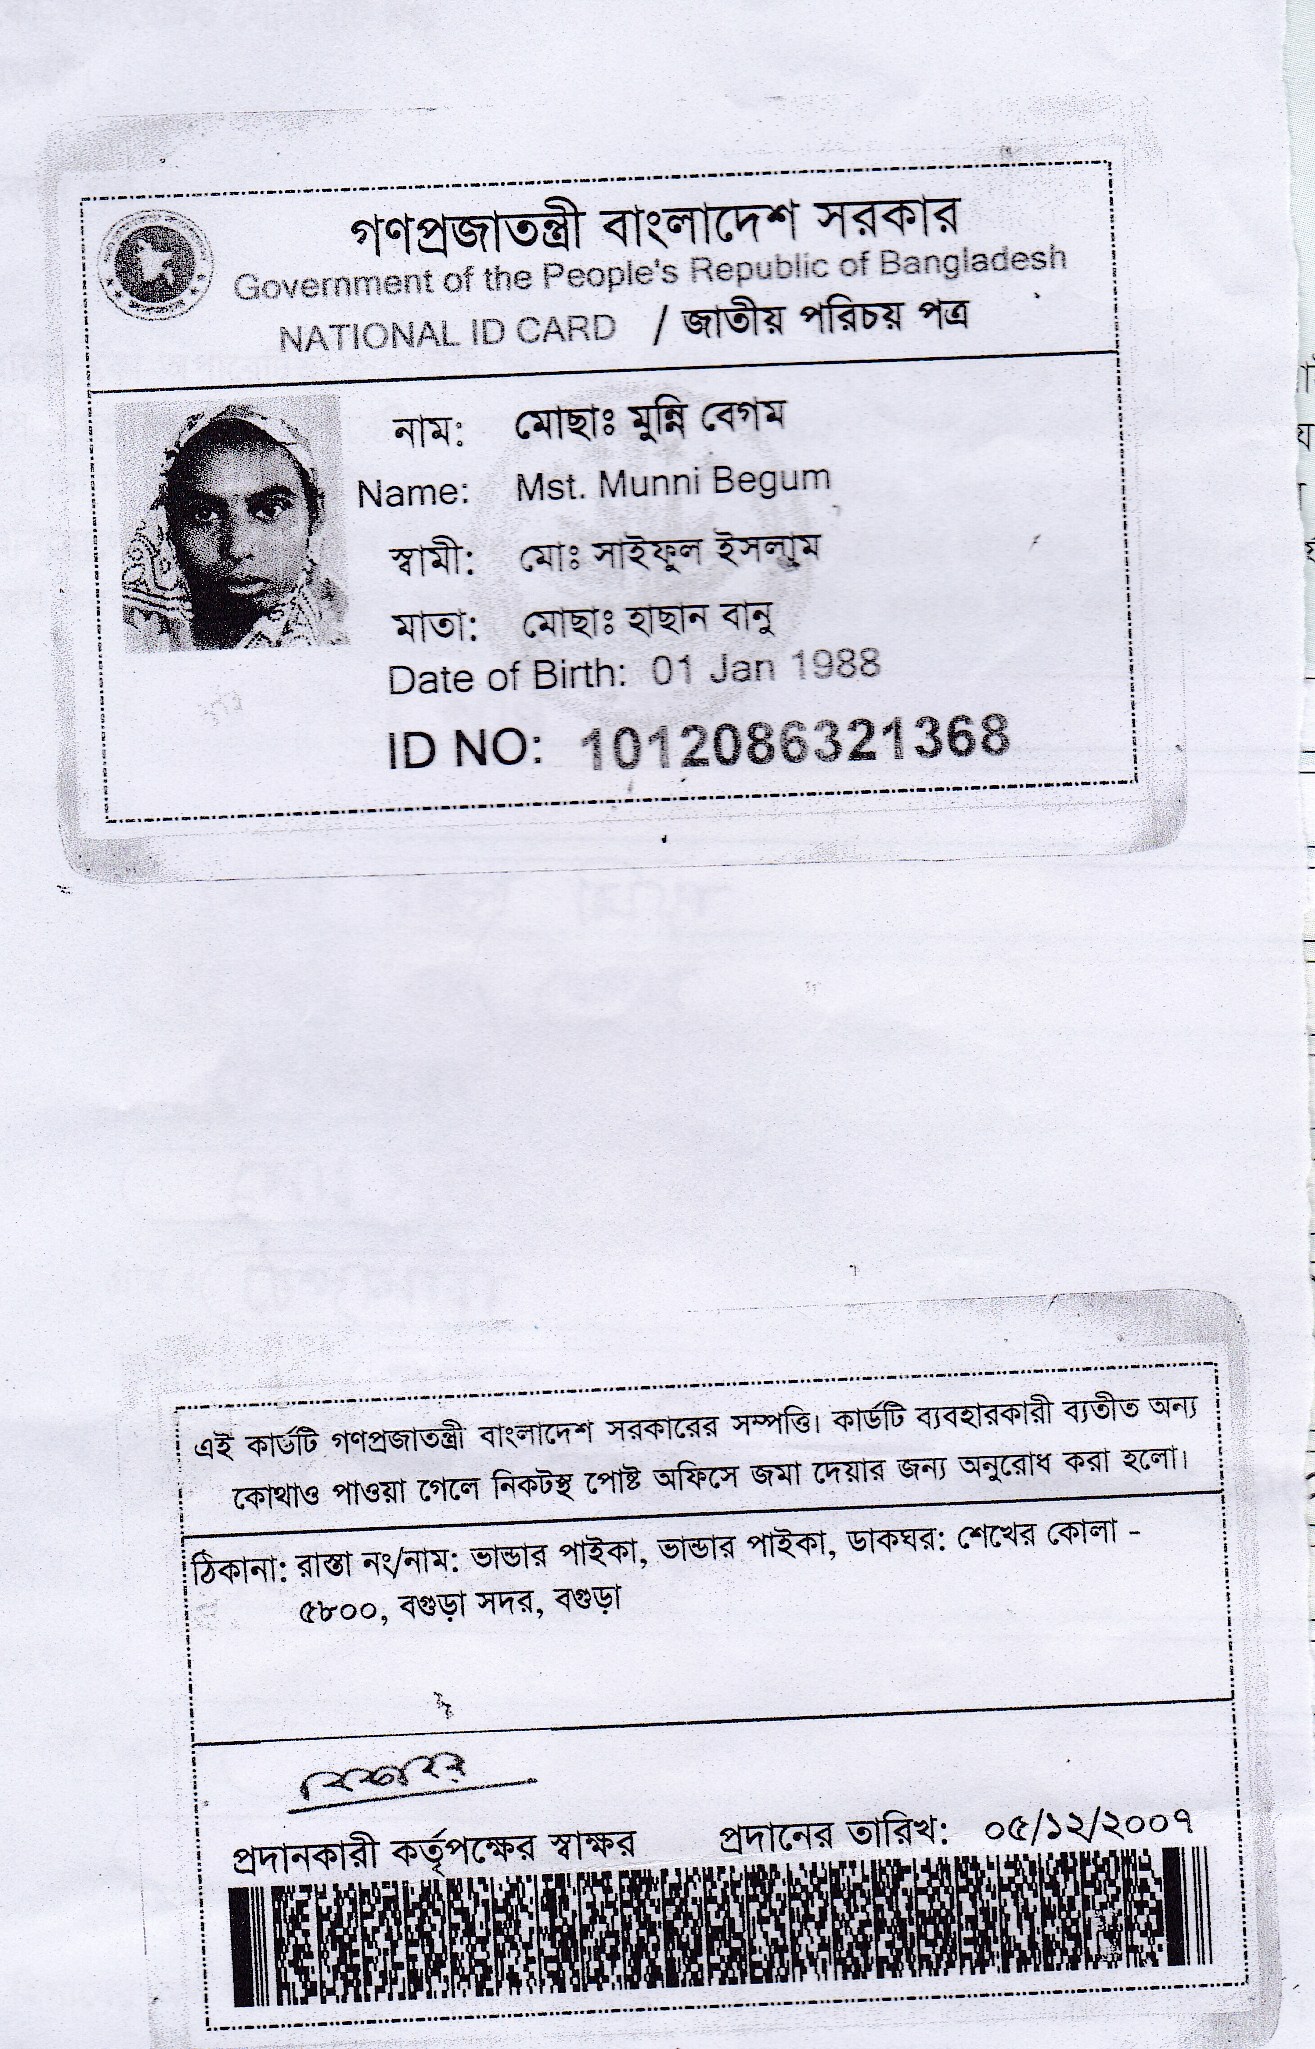 গণপ্রজাতন্ত্রী বাংলাদেশ সরকার
Government of the People's Republic of Bangladesh
NATIONAL ID CARD / জাতীয় পরিচয় পত্র
নাম: মোছাঃ মুন্নি বেগম
Name: Mst. Munni Begum
স্বামী: মোঃ সাইফুল ইসলাম
মাতা: মোছাঃ হাছান বানু
Date of Birth: 01 Jan 1988
ID NO: 1012086321368
এই কার্ডটি গণপ্রজাতন্ত্রী বাংলাদেশ সরকারের সম্পত্তি। কার্ডটি ব্যবহারকারী ব্যতীত অন্য
কোথাও পাওয়া গেলে নিকটস্থ পোষ্ট অফিসে জমা দেয়ার জন্য অনুরোধ করা হলো।
ঠিকানা: রাস্তা নং/নাম: ভান্ডার পাইকা, ভান্ডার পাইকা, ডাকঘর: শেখের কোলা -
৫৮০০, বগুড়া সদর, বগুড়া
প্রদানকারী কর্তৃপক্ষের স্বাক্ষর প্রদানের তারিখ: ০৫/১২/২০০৭